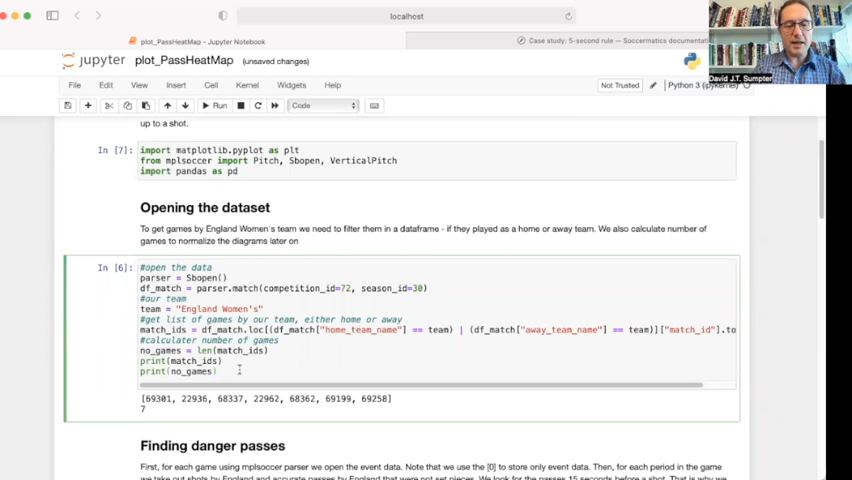 localhost
plot_PassHeatMap - Jupyter Notebook
Case study: 5-second rule — Soccermatics documentati
jupyter plot_PassHeatMap (unsaved changes)
David J.T. Sumpter
File Edit View Insert Cell Kernel Widgets Help
Not Trusted
Python 3 (ipykernel)
Run
Code
up to a shot.
In [7]:
import matplotlib.pyplot as plt
from mplsoccer import Pitch, Sbopen, VerticalPitch
import pandas as pd
Opening the dataset
To get games by England Women's team we need to filter them in a dataframe - if they played as a home or away team. We also calculate number of
games to normalize the diagrams later on
In [6]:
#open the data
parser = Sbopen()
df_match = parser.match(competition_id=72, season_id=30)
#our team
team = "England Women's"
#get list of games by our team, either home or away
match_ids = df_match.loc[(df_match["home_team_name"] == team) | (df_match["away_team_name"] == team)]["match_id"].to
#calculater number of games
no_games = len(match_ids)
print(match_ids)
print(no_games)
[69301, 22936, 68337, 22962, 68362, 69199, 69258]
7
Finding danger passes
First, for each game using mplsoccer parser we open the event data. Note that we use the [0] to store only event data. Then, for each period in the game
we take out shots by England and accurate passes by England that were not set pieces. We look for the passes 15 seconds before a shot. That is why we